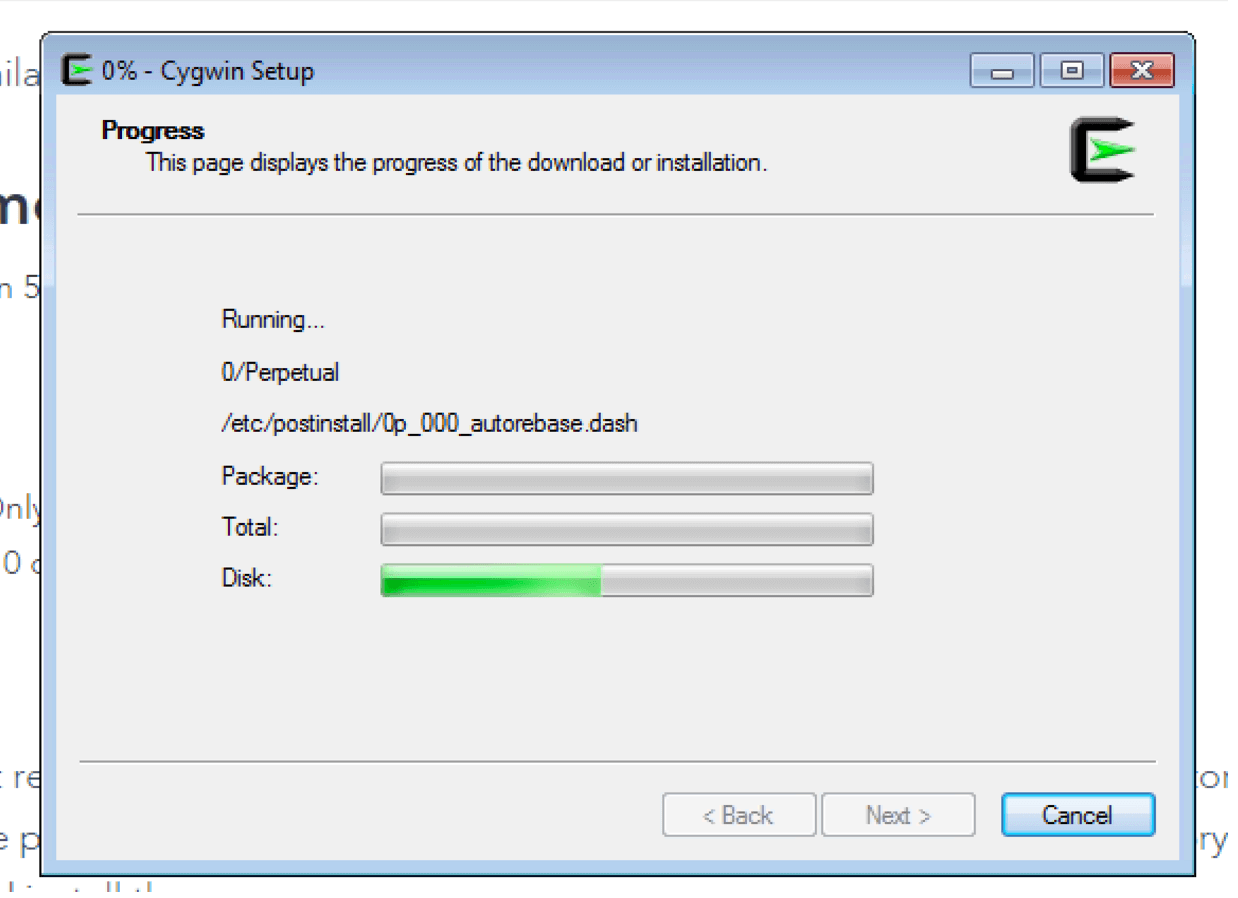 0% - Cygwin Setup
Progress
This page displays the progress of the download or installation.
Running...
0/Perpetual
/etc/postinstall/0p_000_autorebase.dash
Package:
Total:
Disk:
< Back Next > Cancel